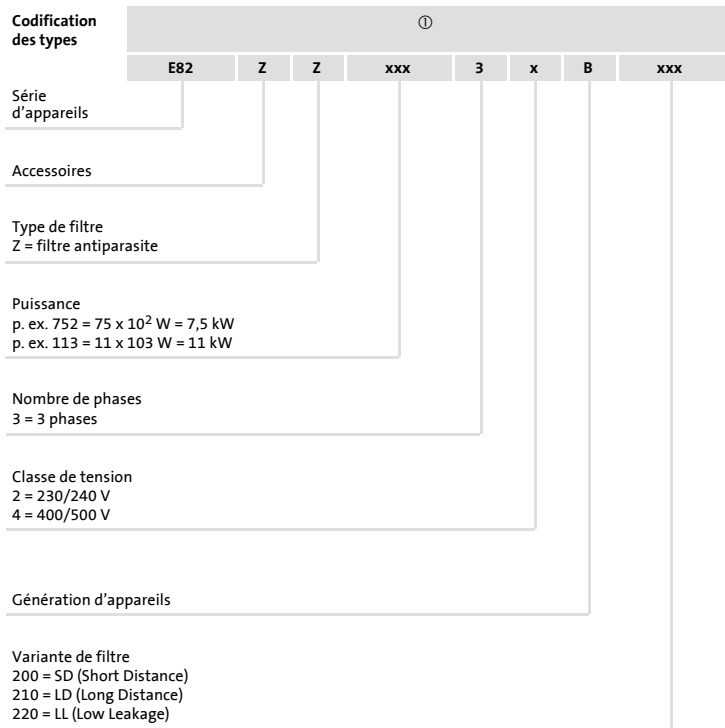 Codification
des types
①
E82 Z Z xxx 3 x B xxx
Série
d'appareils
Accessoires
Type de filtre
Z = filtre antiparasite
Puissance
p. ex. 752 = 75 x 10² W = 7,5 kW
p. ex. 113 = 11 x 103 W = 11 kW
Nombre de phases
3 = 3 phases
Classe de tension
2 = 230/240 V
4 = 400/500 V
Génération d'appareils
Variante de filtre
200 = SD (Short Distance)
210 = LD (Long Distance)
220 = LL (Low Leakage)